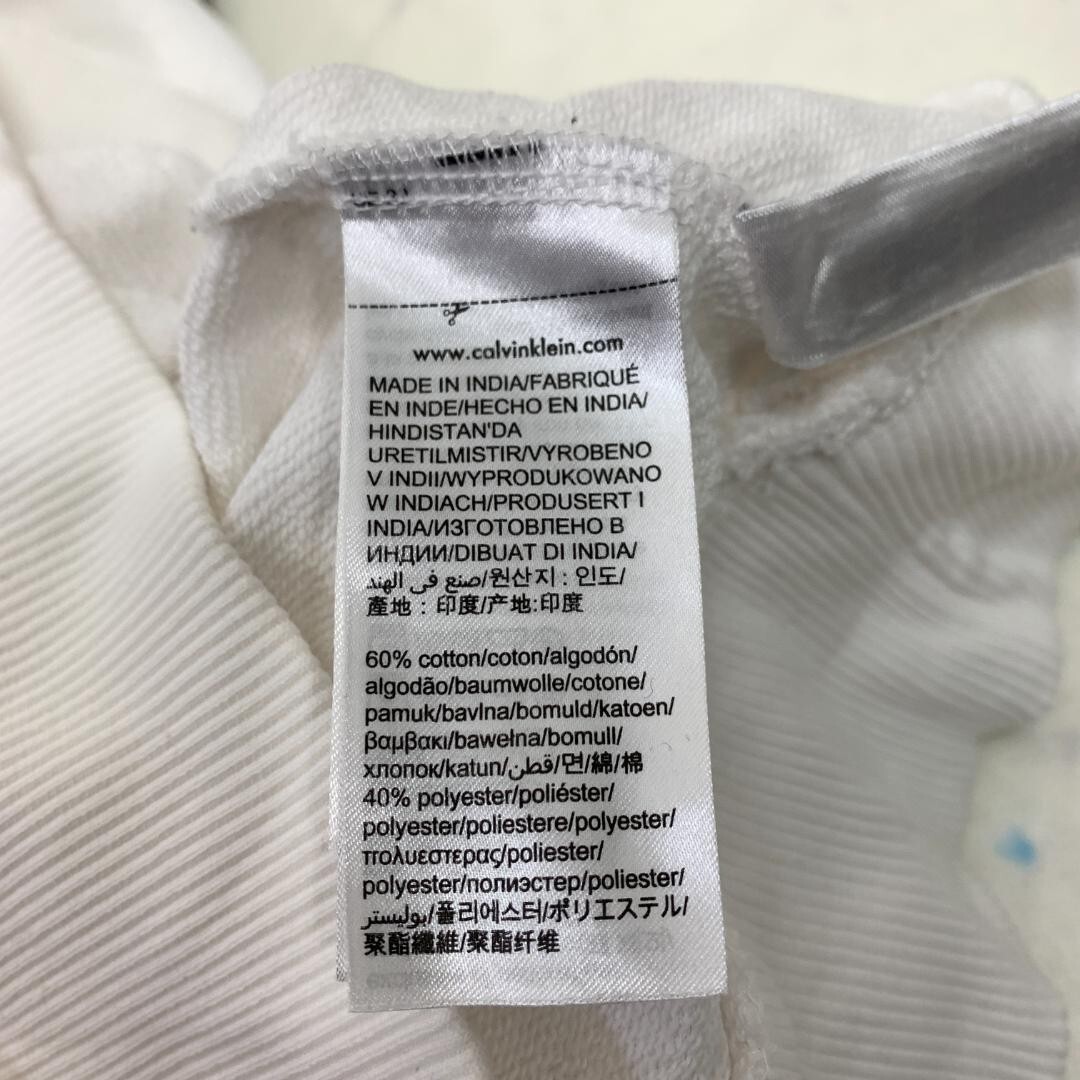 www.calvinklein.com
MADE IN INDIA/FABRIQUÉ
EN INDE/HECHO EN INDIA/
HINDISTAN'DA
URETILMISTIR/VYROBENO
V INDII/WYPRODUKOWANO
W INDIACH/PRODUSERT I
INDIA/ИЗГОТОВЛЕНО В
ИНДИИ/DIBUAT DI INDIA/
صنع في الهند/원산지 : 인도/
產地 : 印度/产地:印度
60% cotton/coton/algodón/
algodão/baumwolle/cotone/
pamuk/bavlna/bomuld/katoen/
βαμβακι/bawełna/bomull/
хлопок/katun/قطن/면/綿/棉
40% polyester/poliéster/
polyester/poliestere/polyester/
πολυεστερας/poliester/
polyester/полиэстер/poliester/
بوليستر/폴리에스터/ポリエステル/
聚酯纖維/聚酯纤维